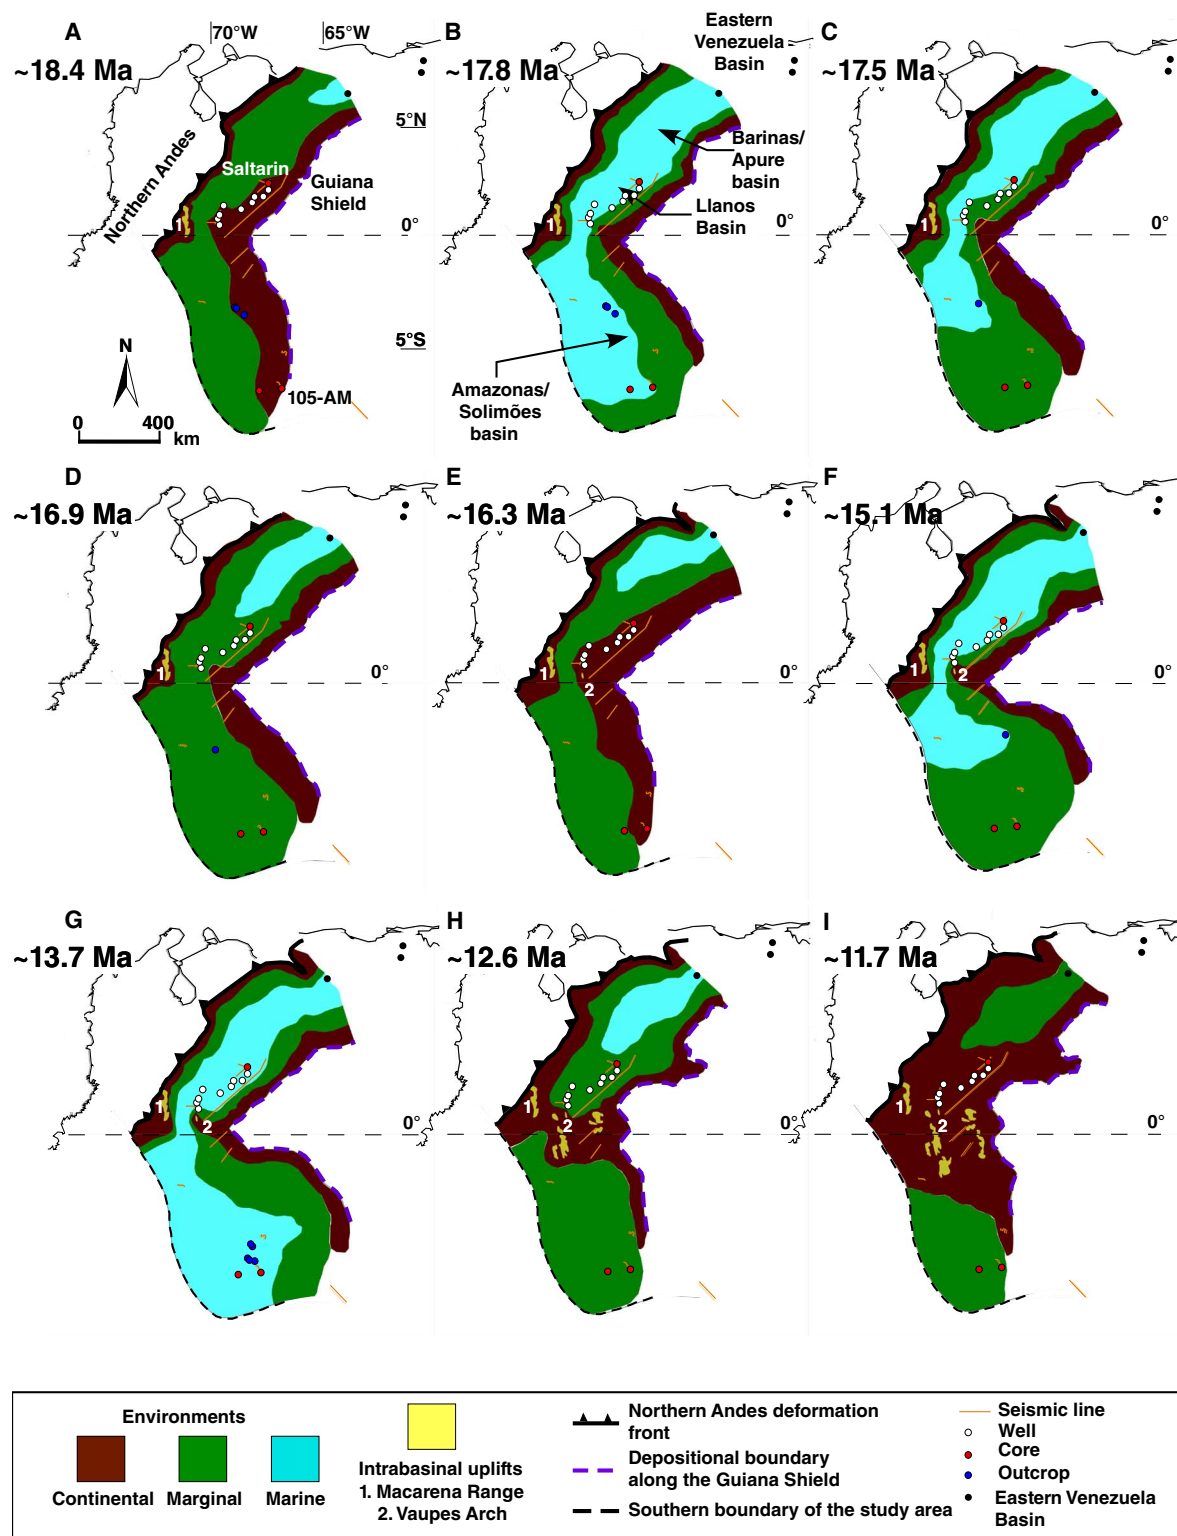 A
70°W
65°W
~18.4 Ma
5°N
Northern Andes
Saltarin
Guiana
Shield
1
0°
5°S
N
105-AM
0
400
km
B
Eastern
Venezuela
Basin
~17.8 Ma
Barinas/
Apure
basin
Llanos
Basin
1
Amazonas/
Solimões
basin
C
~17.5 Ma
1
0°
D
~16.9 Ma
1
0°
E
~16.3 Ma
1
2
F
~15.1 Ma
1
2
0°
G
~13.7 Ma
1
2
0°
H
~12.6 Ma
1
2
I
~11.7 Ma
1
2
0°
Environments
Continental
Marginal
Marine
Intrabasinal uplifts
1. Macarena Range
2. Vaupes Arch
Northern Andes deformation
front
Depositional boundary
along the Guiana Shield
Southern boundary of the study area
Seismic line
Well
Core
Outcrop
Eastern Venezuela
Basin